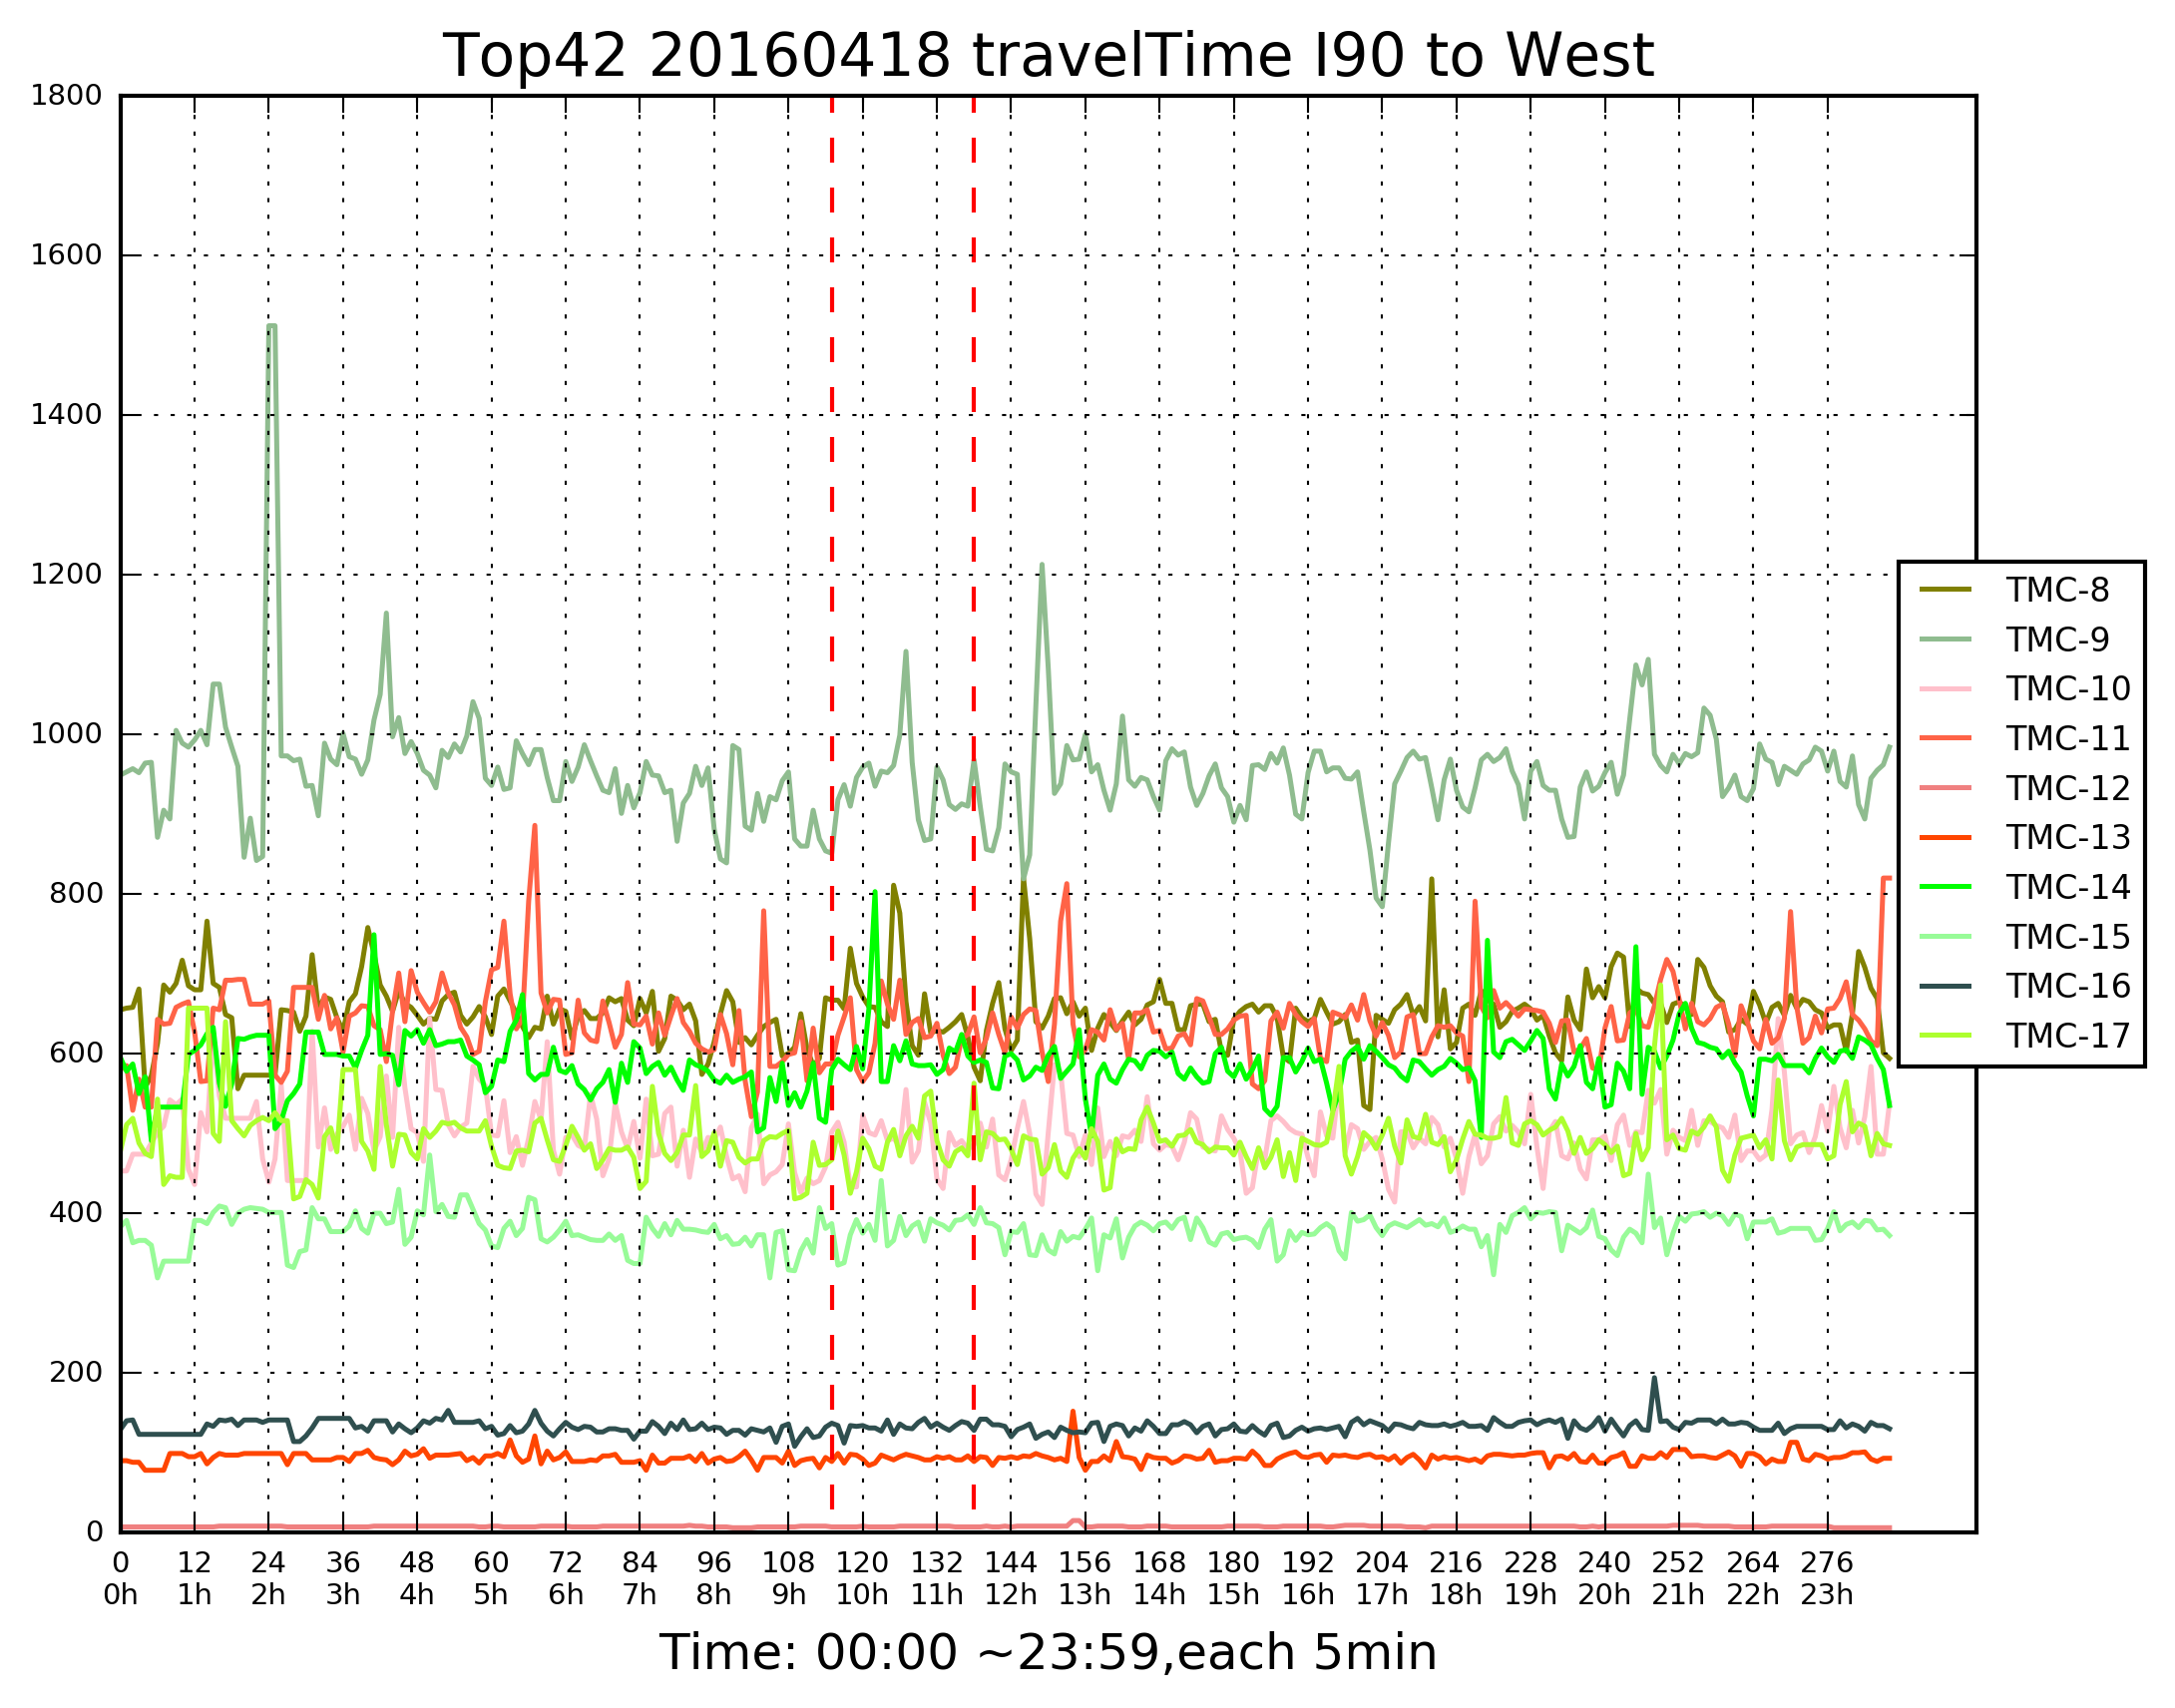 Top42 20160418 travelTime I90 to West
1800
1600
1400
1200
1000
800
600
400
200
0
TMC-8
TMC-9
TMC-10
TMC-11
TMC-12
TMC-13
TMC-14
TMC-15
TMC-16
TMC-17
0 12 24 36 48 60 72 84 96 108 120 132 144 156 168 180 192 204 216 228 240 252 264 276
0h 1h 2h 3h 4h 5h 6h 7h 8h 9h 10h 11h 12h 13h 14h 15h 16h 17h 18h 19h 20h 21h 22h 23h
Time: 00:00 ~23:59,each 5min